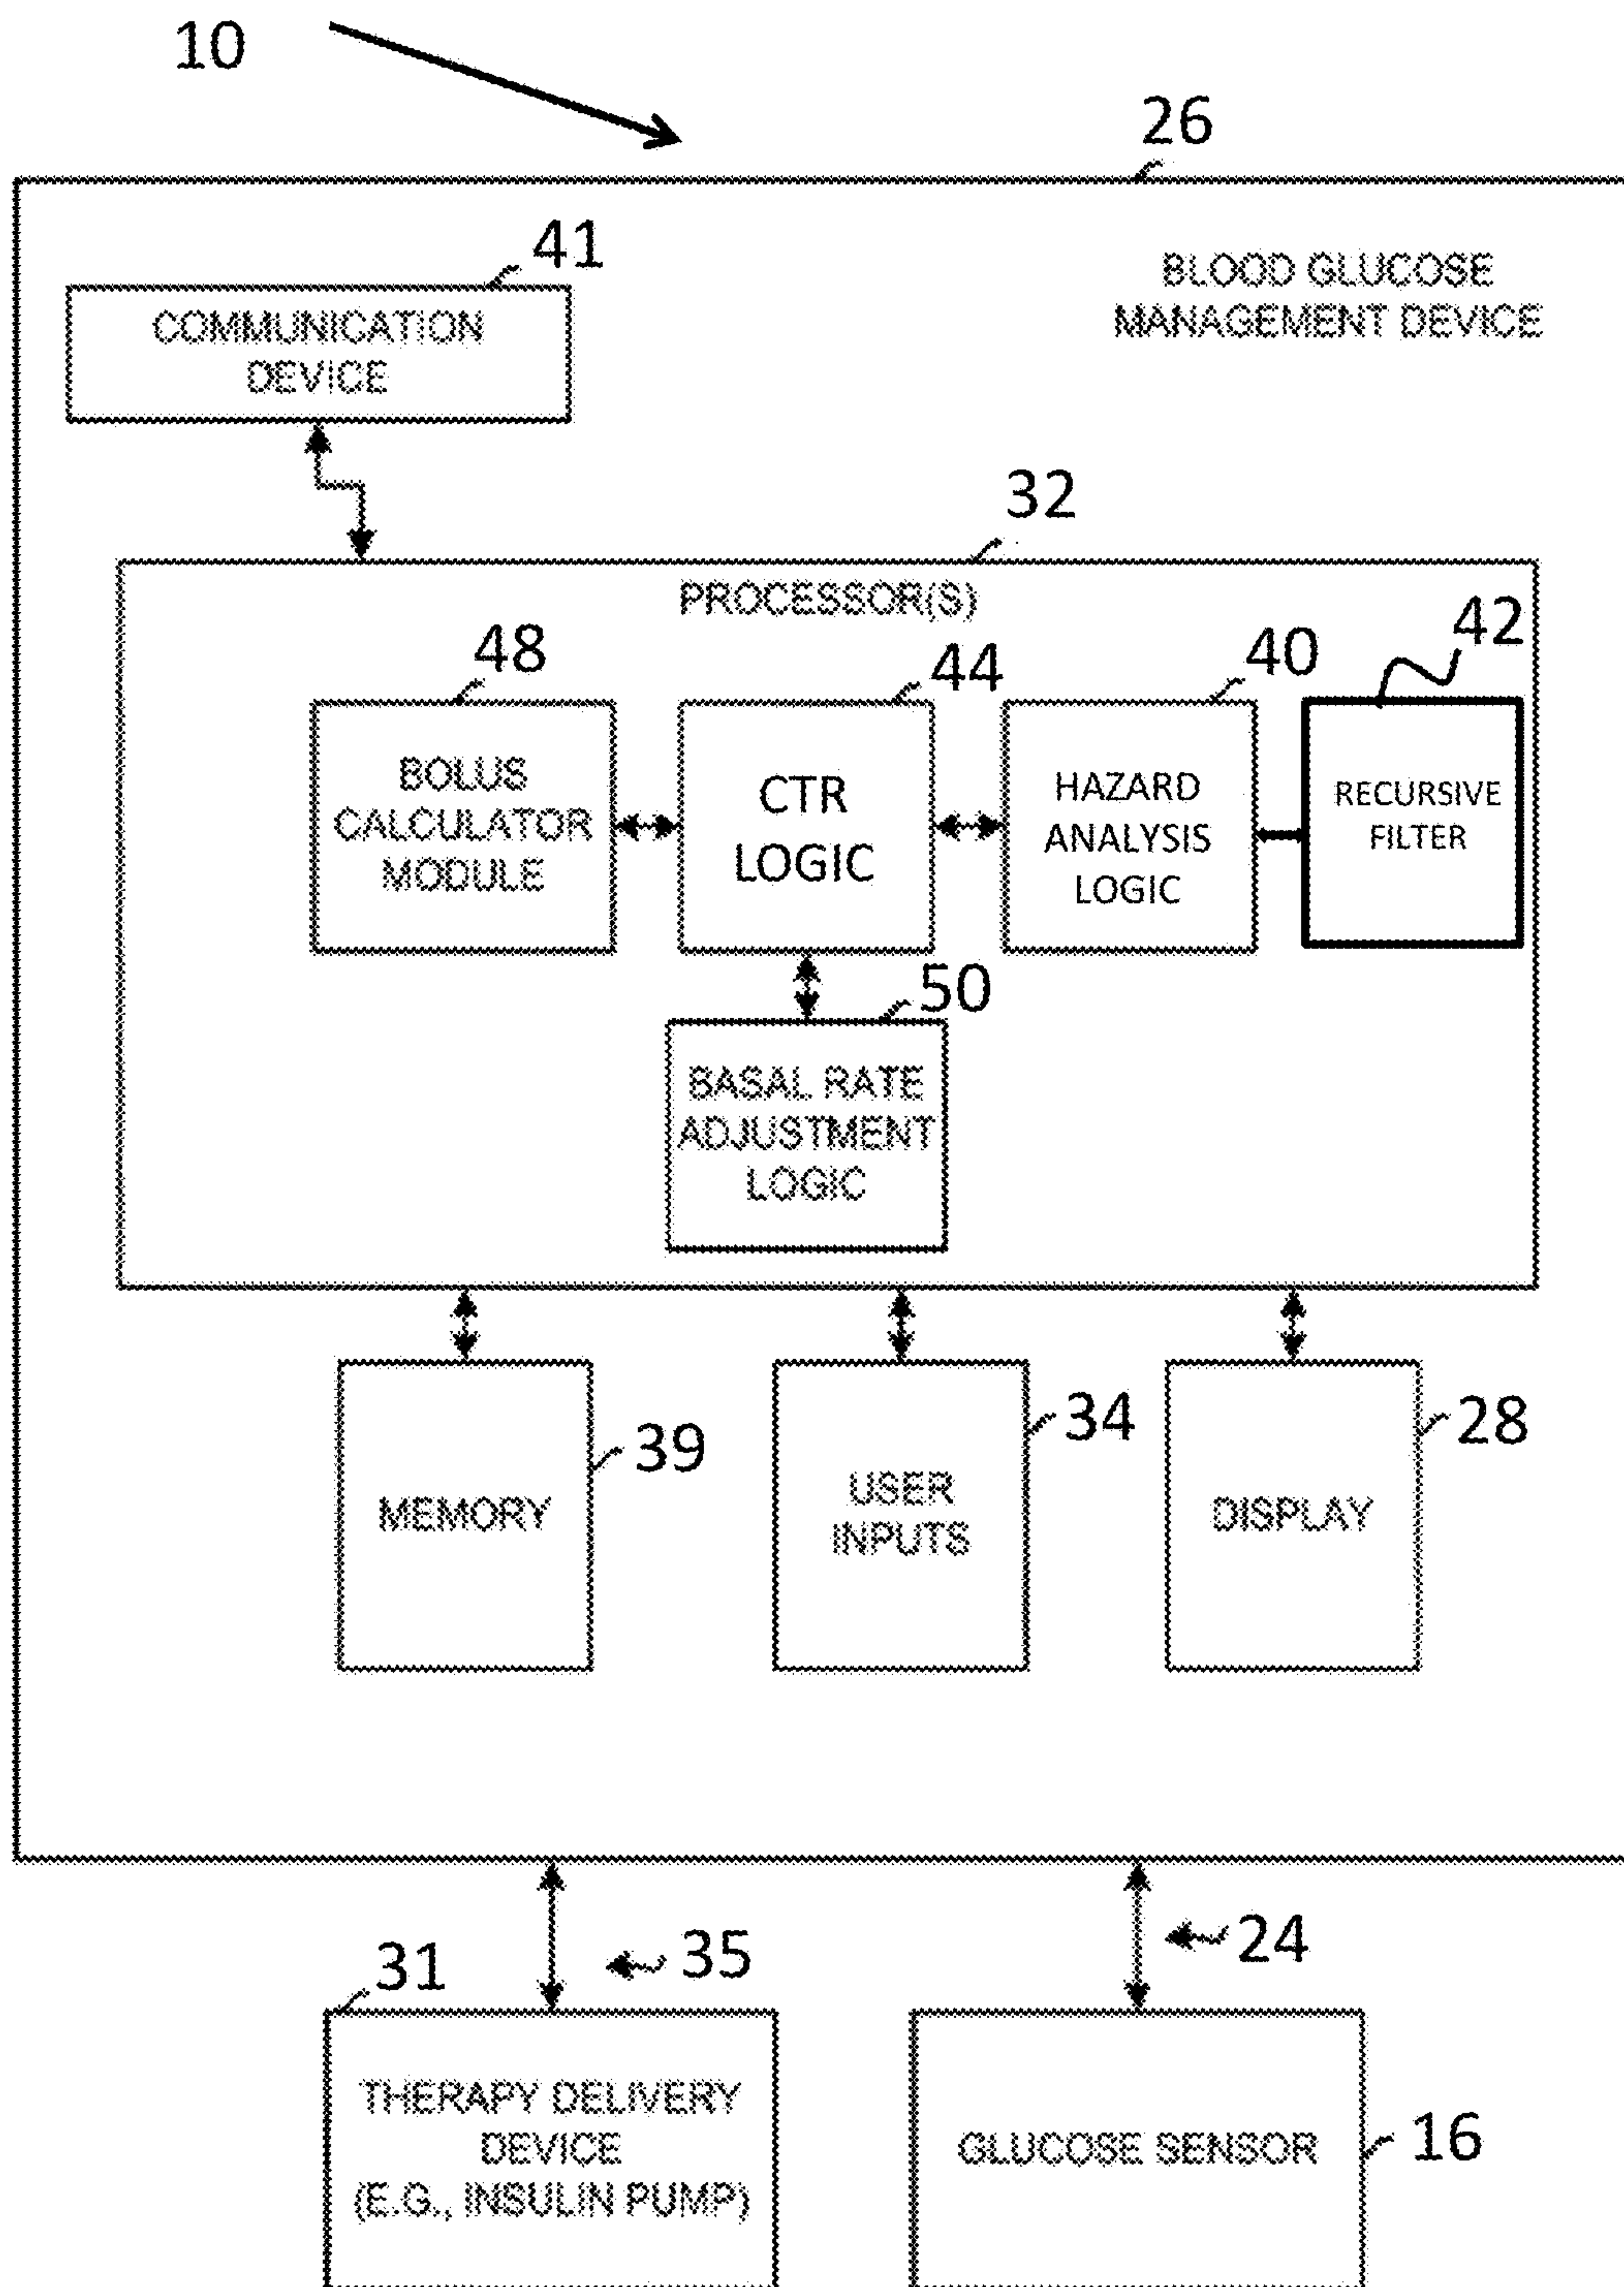 10
26
41
BLOOD GLUCOSE
MANAGEMENT DEVICE
COMMUNICATION
DEVICE
32
PROCESSOR(S)
48
44
40
42
BOLUS
CALCULATOR
MODULE
CTR
LOGIC
HAZARD
ANALYSIS
LOGIC
RECURSIVE
FILTER
50
BASAL RATE
ADJUSTMENT
LOGIC
MEMORY
39
USER
INPUTS
34
DISPLAY
28
35
24
31
THERAPY DELIVERY
DEVICE
(E.G., INSULIN PUMP)
GLUCOSE SENSOR
16